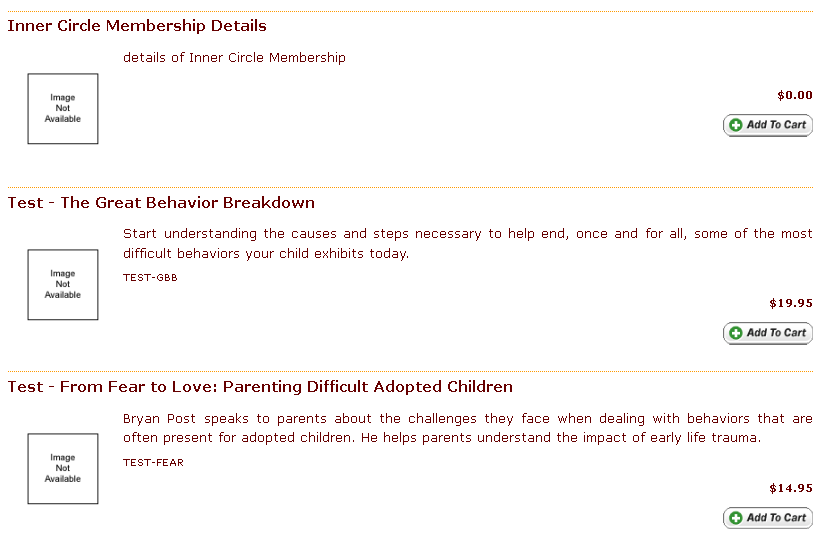 Inner Circle Membership Details
details of Inner Circle Membership
Image
Not
Available
$0.00
Add To Cart
Test - The Great Behavior Breakdown
Start understanding the causes and steps necessary to help end, once and for all, some of the most
difficult behaviors your child exhibits today.
Image
Not
Available
TEST-GBB
$19.95
Add To Cart
Test - From Fear to Love: Parenting Difficult Adopted Children
Bryan Post speaks to parents about the challenges they face when dealing with behaviors that are
often present for adopted children. He helps parents understand the impact of early life trauma.
Image
Not
Available
TEST-FEAR
$14.95
Add To Cart